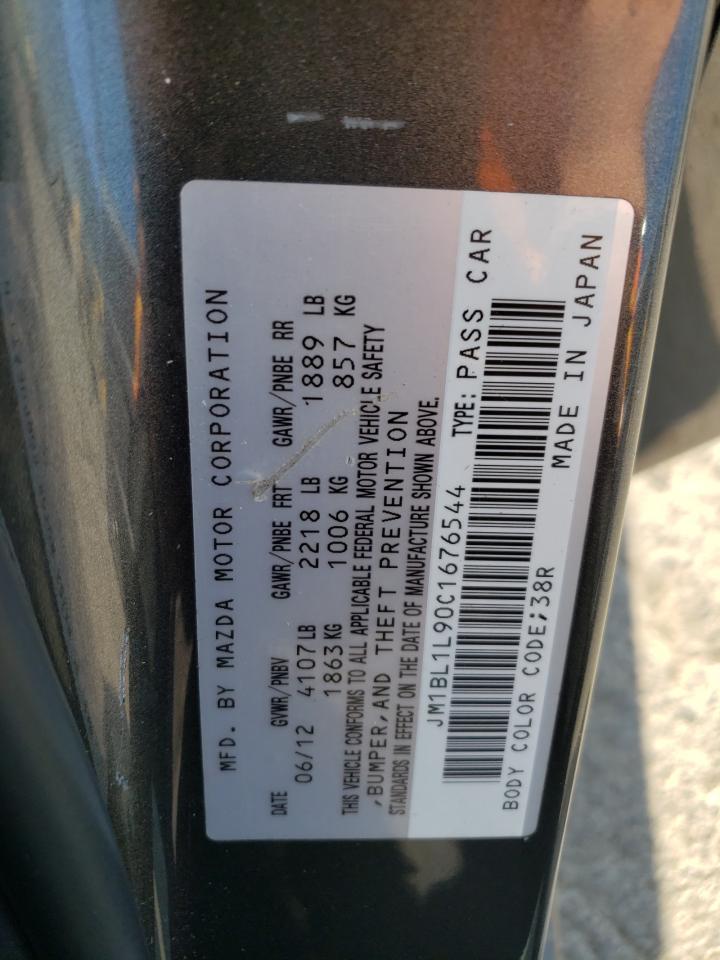 MFD. BY MAZDA MOTOR CORPORATION
DATE GVWR/PNBV GAWR/PNBE FRT GAWR/PNBE RR
06/12 4107LB 2218 LB 1889 LB
1863KG 1006 KG 857 KG
THIS VEHICLE CONFORMS TO ALL APPLICABLE FEDERAL MOTOR VEHICLE SAFETY
,BUMPER,AND THEFT PREVENTION
STANDARDS IN EFFECT ON THE DATE OF MANUFACTURE SHOWN ABOVE.
JM1BL1L90C1676544 TYPE: PASS CAR
BODY COLOR CODE;38R MADE IN JAPAN